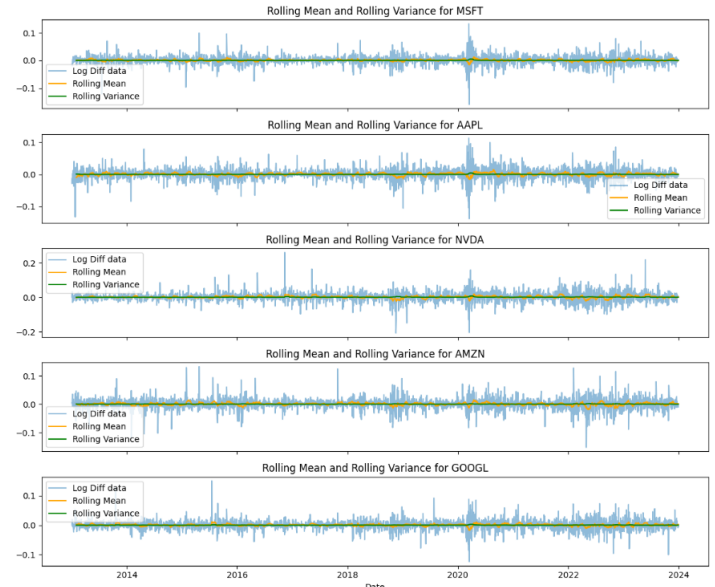 Rolling Mean and Rolling Variance for MSFT
0.1
0.0
−0.1
Log Diff data
Rolling Mean
Rolling Variance
Rolling Mean and Rolling Variance for AAPL
0.1
0.0
−0.1
Log Diff data
Rolling Mean
Rolling Variance
Rolling Mean and Rolling Variance for NVDA
0.2
0.0
−0.2
Log Diff data
Rolling Mean
Rolling Variance
Rolling Mean and Rolling Variance for AMZN
0.1
0.0
−0.1
Log Diff data
Rolling Mean
Rolling Variance
Rolling Mean and Rolling Variance for GOOGL
0.1
0.0
−0.1
Log Diff data
Rolling Mean
Rolling Variance
2014 2016 2018 2020 2022 2024
Date